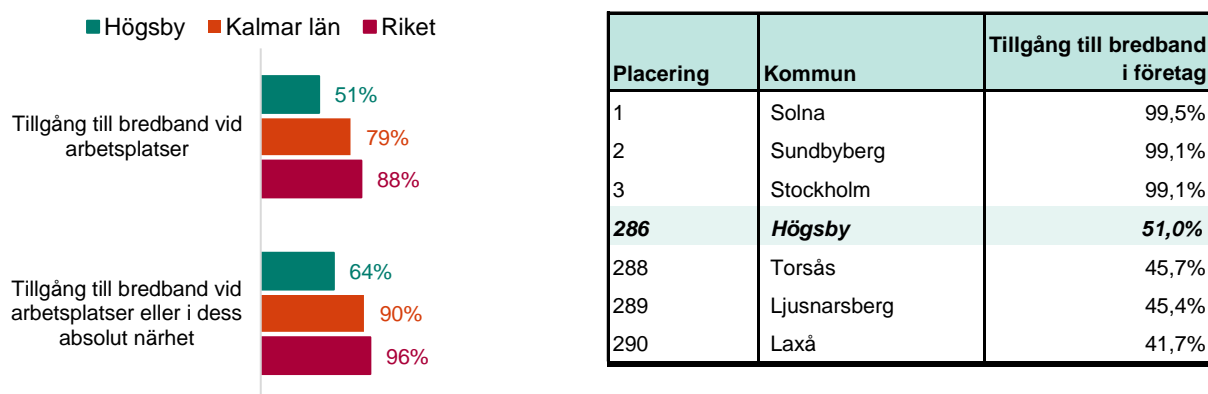 Högsby Kalmar län Riket
Tillgång till bredband vid
arbetsplatser
51%
79%
88%
Tillgång till bredband vid
arbetsplatser eller i dess
absolut närhet
64%
90%
96%
Placering Kommun Tillgång till bredband
i företag
1 Solna 99,5%
2 Sundbyberg 99,1%
3 Stockholm 99,1%
286 Högsby 51,0%
288 Torsås 45,7%
289 Ljusnarsberg 45,4%
290 Laxå 41,7%